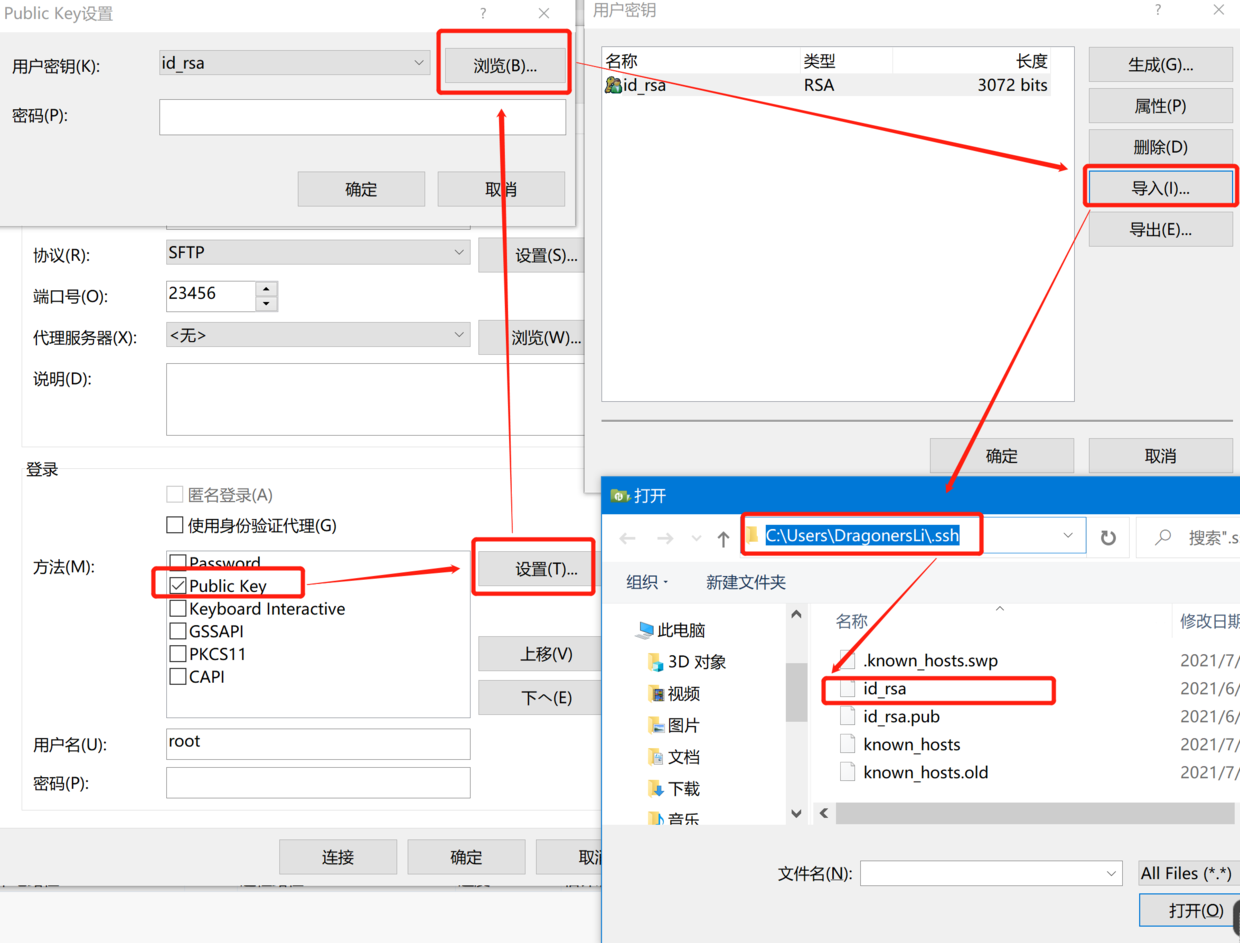 Public Key设置
?
用户密钥(K):
id_rsa
浏览(B)...
密码(P):
确定
取消
协议(R):
SFTP
设置(S)...
端口号(O):
23456
代理服务器(X):
<无>
浏览(W)...
说明(D):
登录
匿名登录(A)
使用身份验证代理(G)
方法(M):
Password
Public Key
Keyboard Interactive
GSSAPI
PKCS11
CAPI
设置(T)...
上移(V)
下へ(E)
用户名(U):
root
密码(P):
连接
确定
用户密钥
?
名称
类型
长度
id_rsa
RSA
3072 bits
生成(G)...
属性(P)
删除(D)
导入(I)...
导出(E)...
确定
取消
打开
C:\Users\DragonersLi\.ssh
搜索".s
组织
新建文件夹
此电脑
3D 对象
视频
图片
文档
下载
音乐
名称
修改日期
.known_hosts.swp
2021/7/
id_rsa
2021/6/
id_rsa.pub
2021/6/
known_hosts
2021/7/
known_hosts.old
2021/7/
文件名(N):
All Files (*.*)
打开(O)